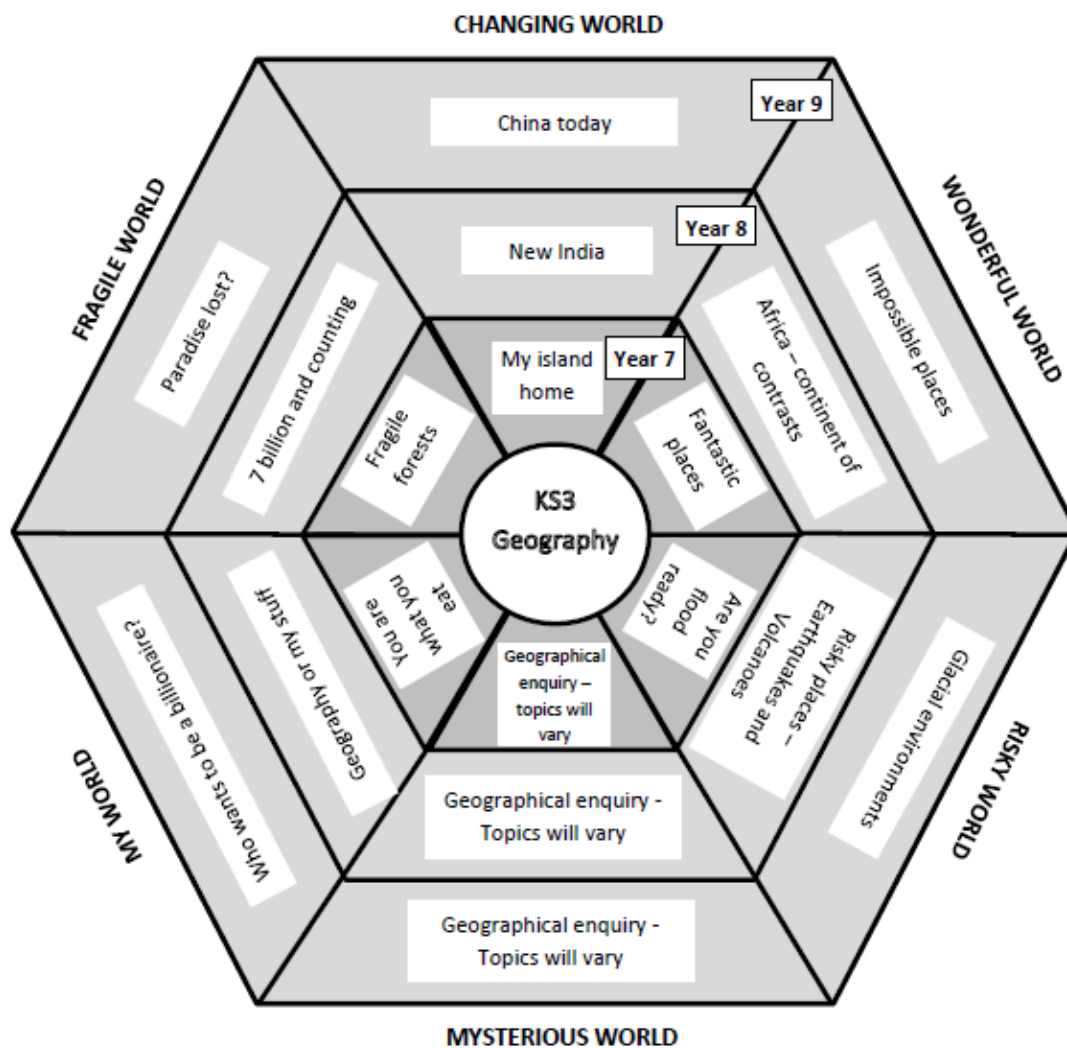 CHANGING WORLD
Year 9
China today
Year 8
New India
Year 7
My island
home
WONDERFUL WORLD
Impossible places
Africa – continent of
contrasts
Fantastic
places
FRAGILE WORLD
Paradise lost?
7 billion and counting
Fragile
forests
KS3
Geography
MY WORLD
Who wants to be a billionaire?
Geography or my stuff
You are
what you
eat
RISKY WORLD
Glacial environments
Risky places –
Earthquakes and
Volcanoes
Are you
flood
ready?
Geographical
enquiry –
topics will
vary
Geographical enquiry -
Topics will vary
Geographical enquiry -
Topics will vary
MYSTERIOUS WORLD